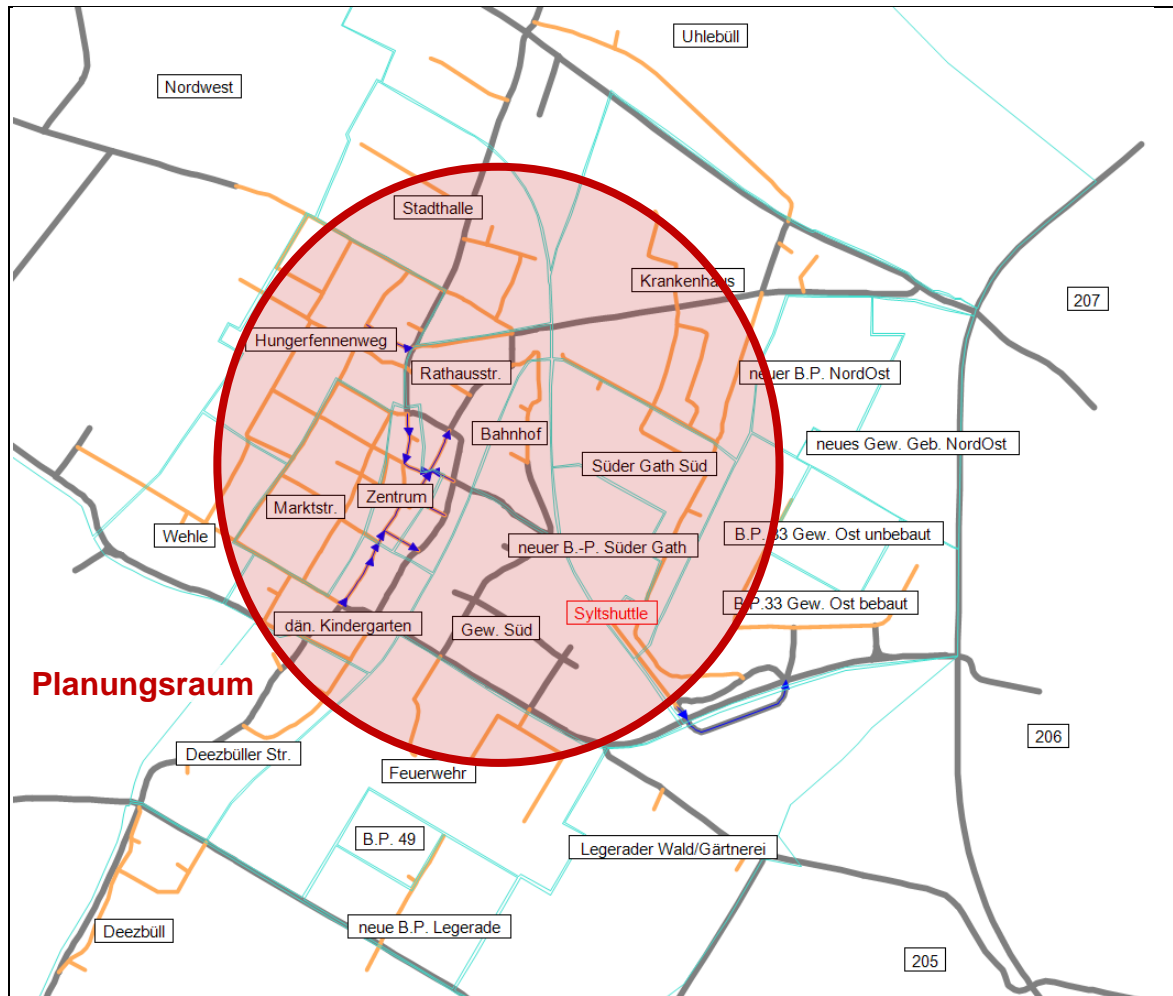 Uhlebüll
Nordwest
Stadthalle
Krankenhaus
207
Hungerfennenweg
Rathausstr.
neuer B.P. NordOst
Bahnhof
neues Gew. Geb. NordOst
Süder Gath Süd
Marktstr.
Zentrum
Wehle
neuer B.-P. Süder Gath
B.P. 33 Gew. Ost unbebaut
B.P.33 Gew. Ost bebaut
Syltshuttle
dän. Kindergarten
Gew. Süd
Planungsraum
206
Deezbüller Str.
Feuerwehr
B.P. 49
Legerader Wald/Gärtnerei
neue B.P. Legerade
Deezbüll
205